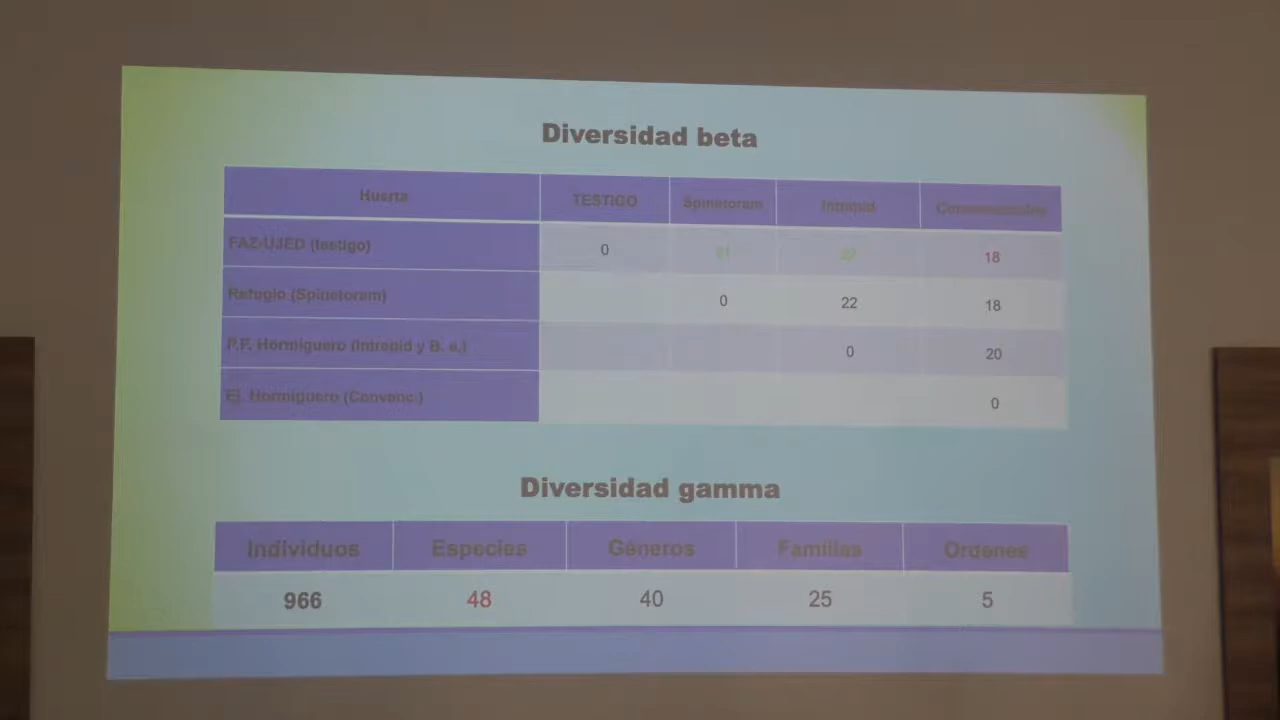 Diversidad beta
Huerta TESTIGO Spinetoram Intrepid
FAZ-UJED (testigo) 0 18
Refugio (Spinetoram) 0 22 18
P.F. Hormiguero (Intrepid y B. a.) 0 20
Ej. Hormiguero (Convenc.) 0
Diversidad gamma
Individuos Especies Géneros Familias Ordenes
966 48 40 25 5